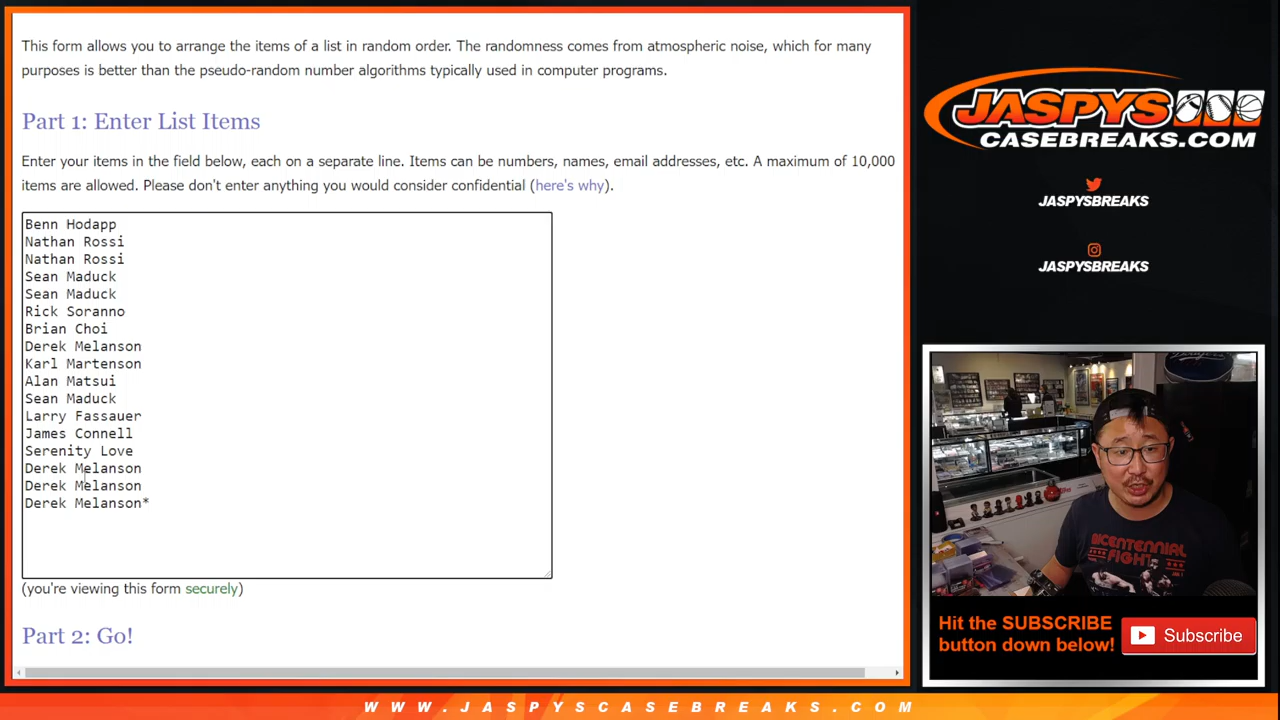 This form allows you to arrange the items of a list in random order. The randomness comes from atmospheric noise, which for many
purposes is better than the pseudo-random number algorithms typically used in computer programs.
Part 1: Enter List Items
Enter your items in the field below, each on a separate line. Items can be numbers, names, email addresses, etc. A maximum of 10,000
items are allowed. Please don't enter anything you would consider confidential (here's why).
Benn Hodapp
Nathan Rossi
Nathan Rossi
Sean Maduck
Sean Maduck
Rick Soranno
Brian Choi
Derek Melanson
Karl Martenson
Alan Matsui
Sean Maduck
Larry Fassauer
James Connell
Serenity Love
Derek Melanson
Derek Melanson
Derek Melanson*
(you're viewing this form securely)
Part 2: Go!
JASPYS
CASEBREAKS.COM
JASPYSBREAKS
JASPYSBREAKS
BICENTENNIAL
FIGHT
Hit the SUBSCRIBE
button down below!
Subscribe
WWW.JASPYSCASEBREAKS.COM